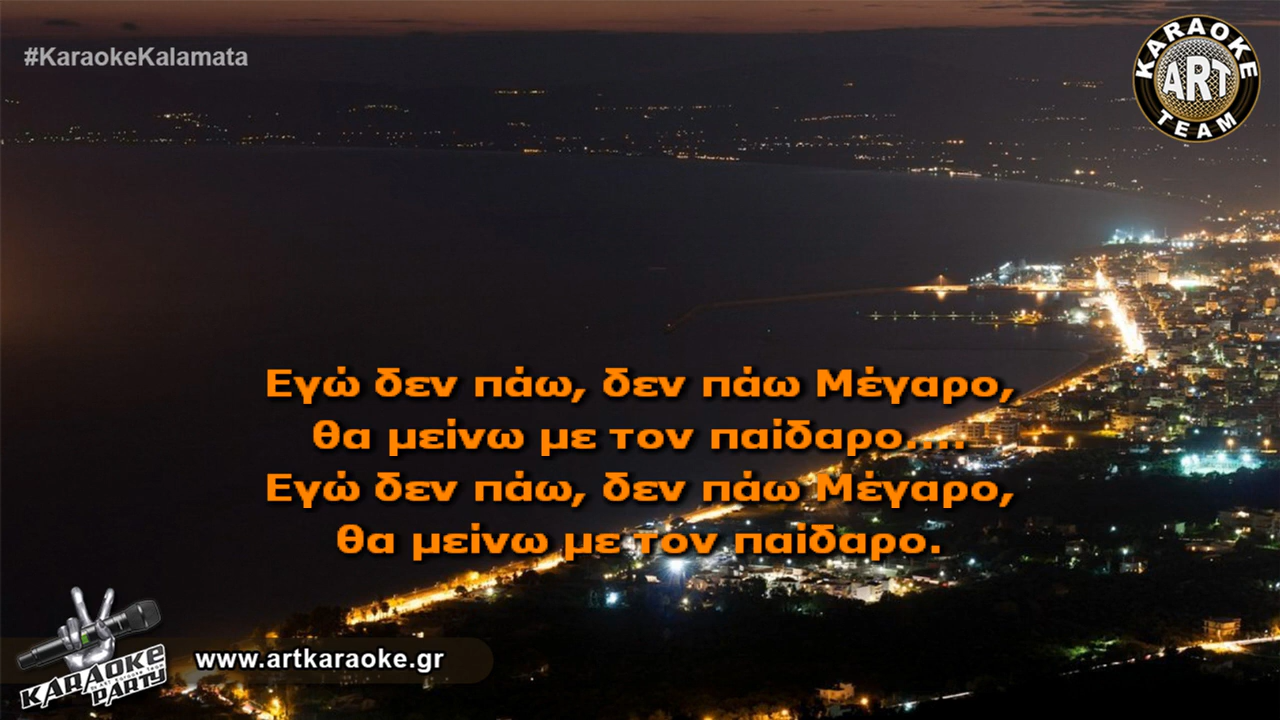 #KaraokeKalamata
KARAOKE
ART
TEAM
Εγώ δεν πάω, δεν πάω Μέγαρο,
θα μείνω με τον παίδαρο....
Εγώ δεν πάω, δεν πάω Μέγαρο,
θα μείνω με τον παίδαρο.
KARAOKE
PARTY
www.artkaraoke.gr